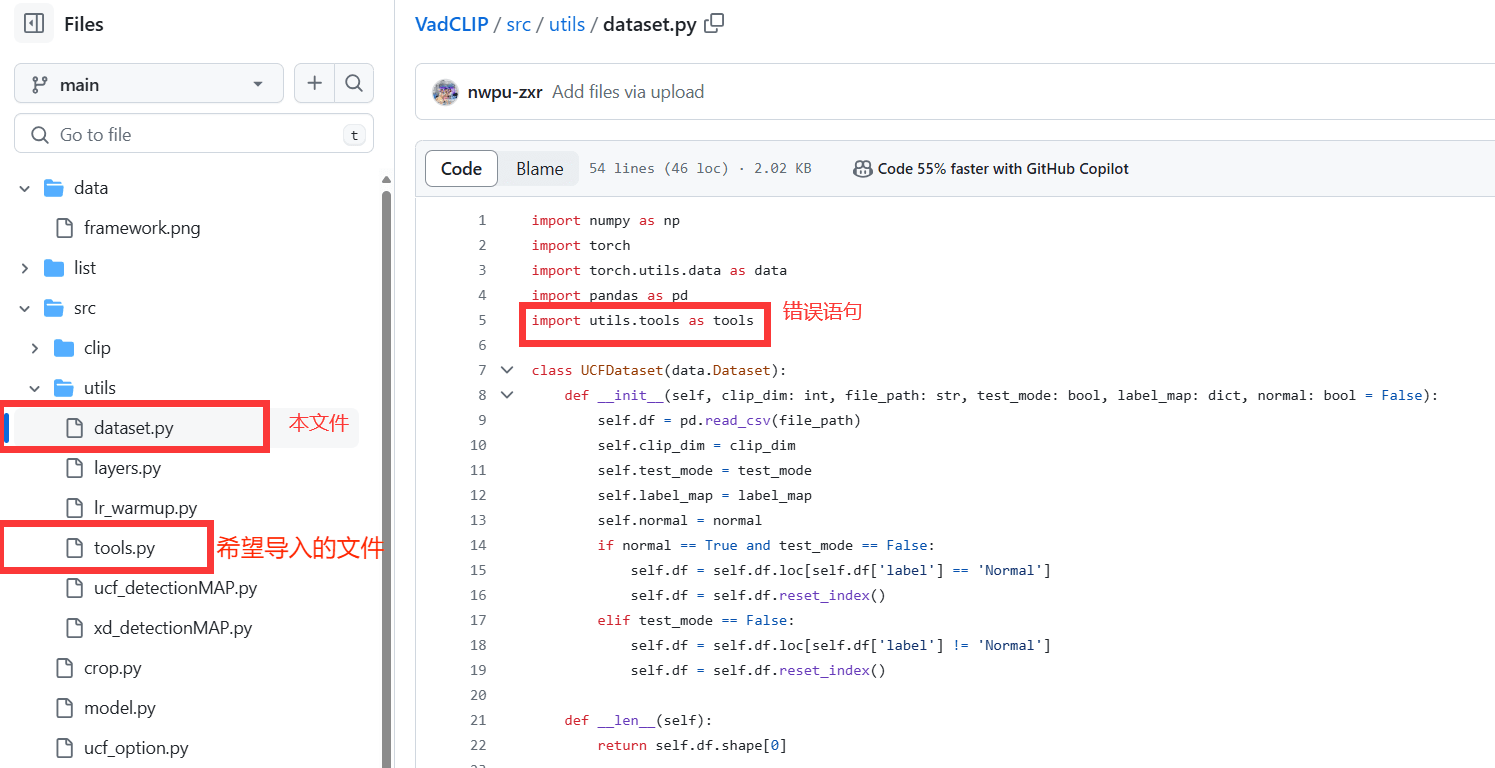 Files
main
Go to file
t
data
framework.png
list
src
clip
utils
dataset.py
本文件
layers.py
lr_warmup.py
tools.py
希望导入的文件
ucf_detectionMAP.py
xd_detectionMAP.py
crop.py
model.py
ucf_option.py
VadCLIP / src / utils / dataset.py
nwpu-zxr Add files via upload
Code Blame 54 lines (46 loc) · 2.02 KB Code 55% faster with GitHub Copilot
1 import numpy as np
2 import torch
3 import torch.utils.data as data
4 import pandas as pd
5 import utils.tools as tools
错误语句
6
7 class UCFDataset(data.Dataset):
8 def __init__(self, clip_dim: int, file_path: str, test_mode: bool, label_map: dict, normal: bool = False):
9 self.df = pd.read_csv(file_path)
10 self.clip_dim = clip_dim
11 self.test_mode = test_mode
12 self.label_map = label_map
13 self.normal = normal
14 if normal == True and test_mode == False:
15 self.df = self.df.loc[self.df['label'] == 'Normal']
16 self.df = self.df.reset_index()
17 elif test_mode == False:
18 self.df = self.df.loc[self.df['label'] != 'Normal']
19 self.df = self.df.reset_index()
20
21 def __len__(self):
22 return self.df.shape[0]